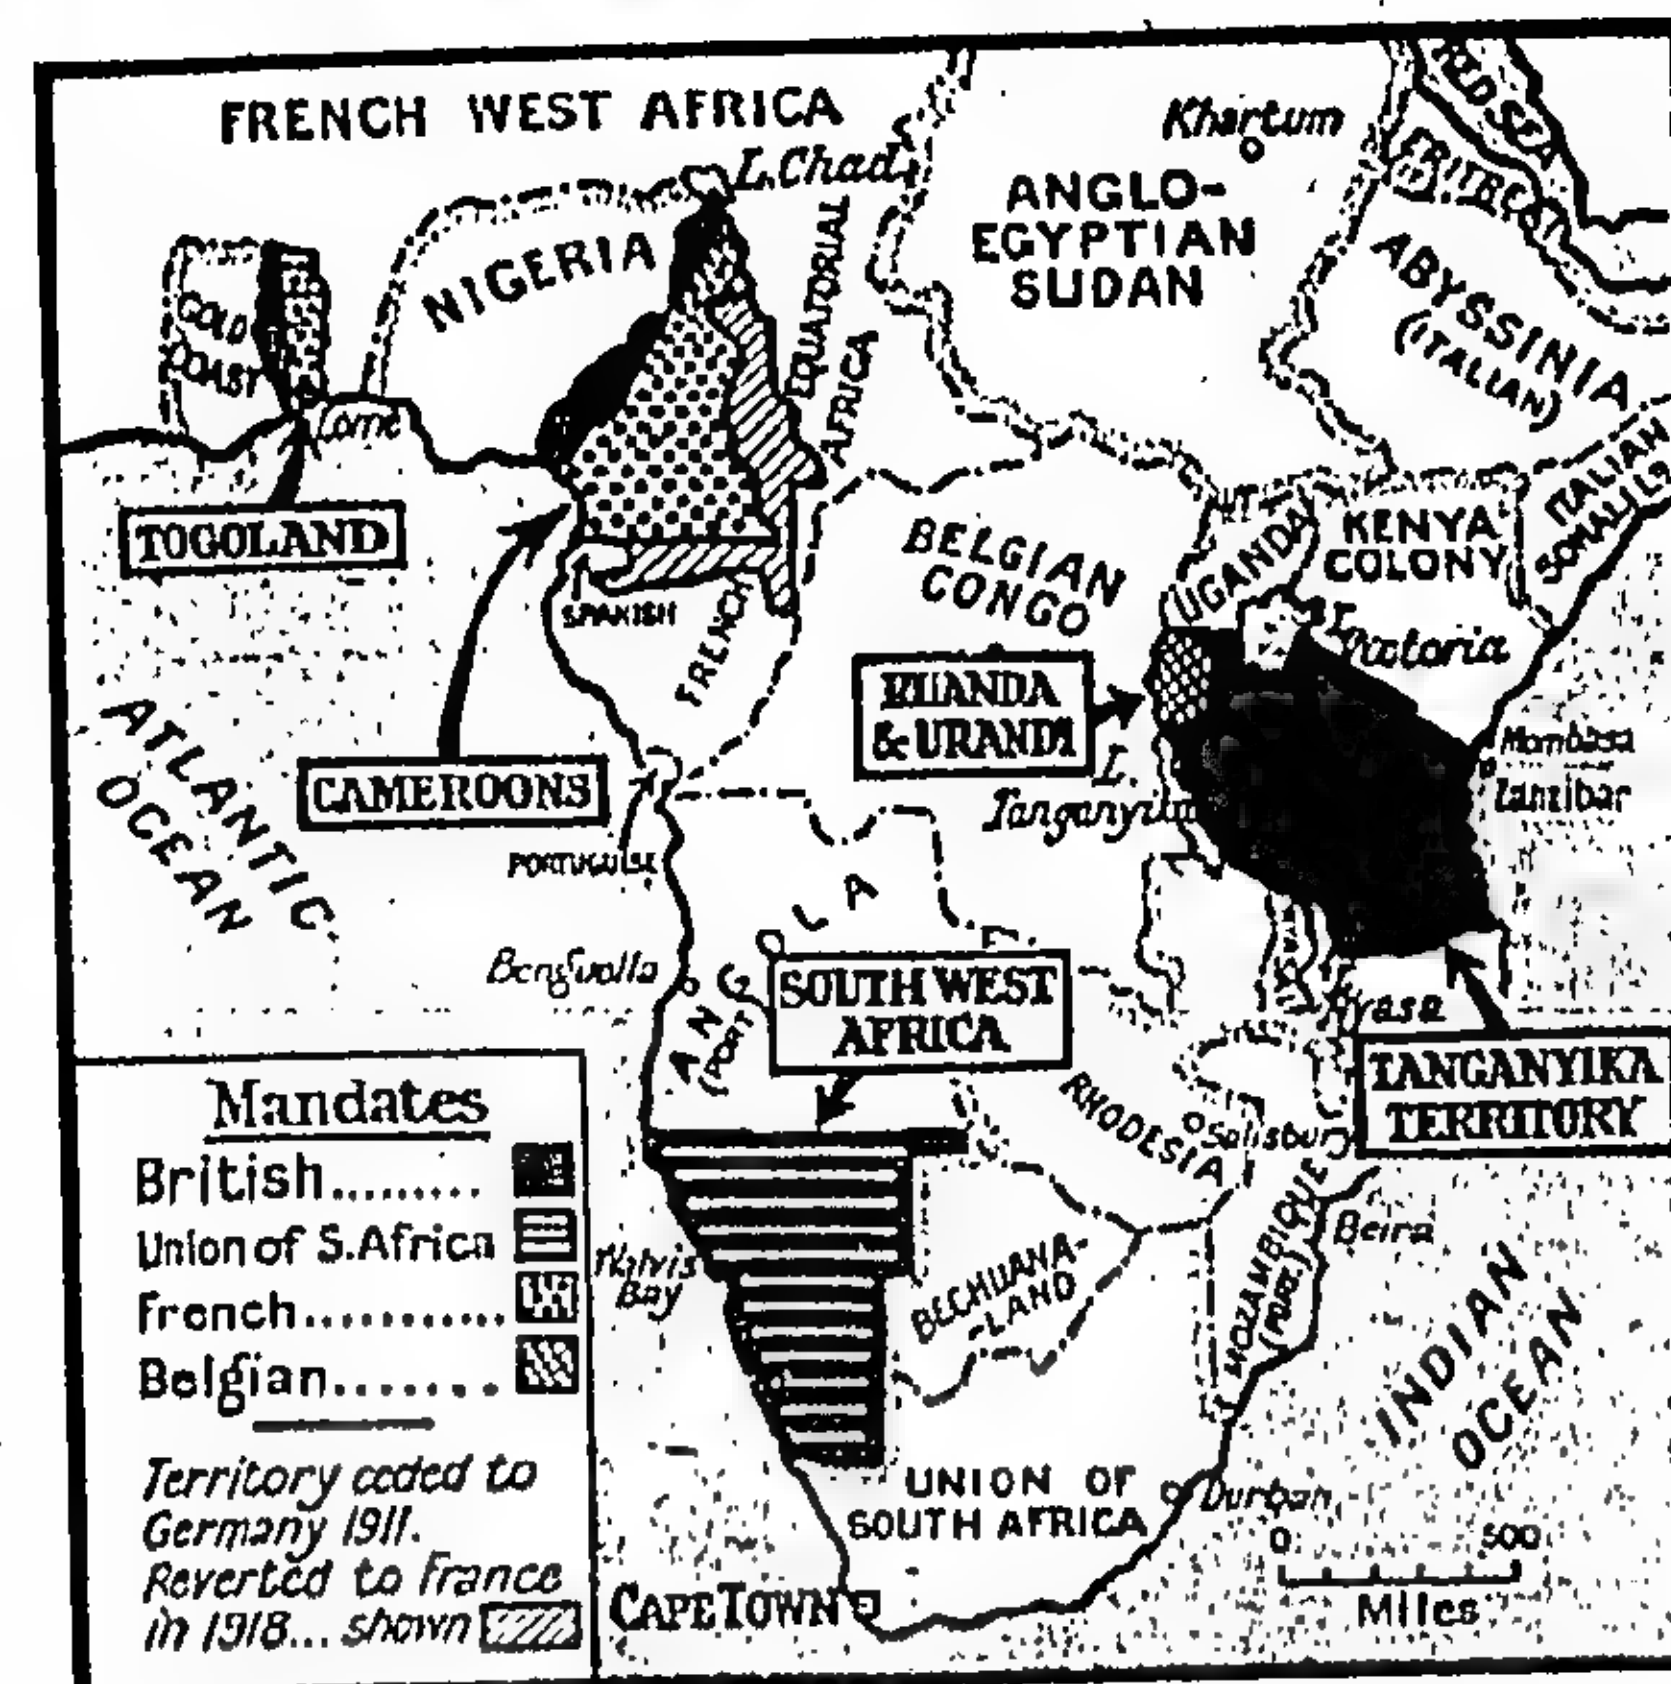 FRENCH WEST AFRICA
L. Chad
Khartum
RED SEA
ERITREA
ANGLO-
EGYPTIAN
SUDAN
ABYSSINIA
(ITALIAN)
NIGERIA
EQUATORIAL
AFRICA
GOLD
COAST
Lome
TOGOLAND
BELGIAN
CONGO
UGANDA
KENYA
COLONY
ITALIAN
SPANISH
FRENCH
Victoria
& URANDI
L.
Tanganyika
Mombasa
Zanzibar
ATLANTIC
OCEAN
CAMEROONS
PORTUGUESE
ANGOLA
(PORT
SOUTH WEST
AFRICA
Nyasa
TANGANYIKA
TERRITORY
RHODESIA
Salisbury
MOZAMBIQUE
(PORT.)
Beira
Walvis
Bay
BECHUANA-
-LAND
INDIAN
OCEAN
UNION OF
SOUTH AFRICA
Durban
CAPE TOWN
0 500
Miles
Mandates
British.........
Union of S. Africa
French............
Belgian.......
Territory ceded to
Germany 1911.
Reverted to France
in 1918... shown